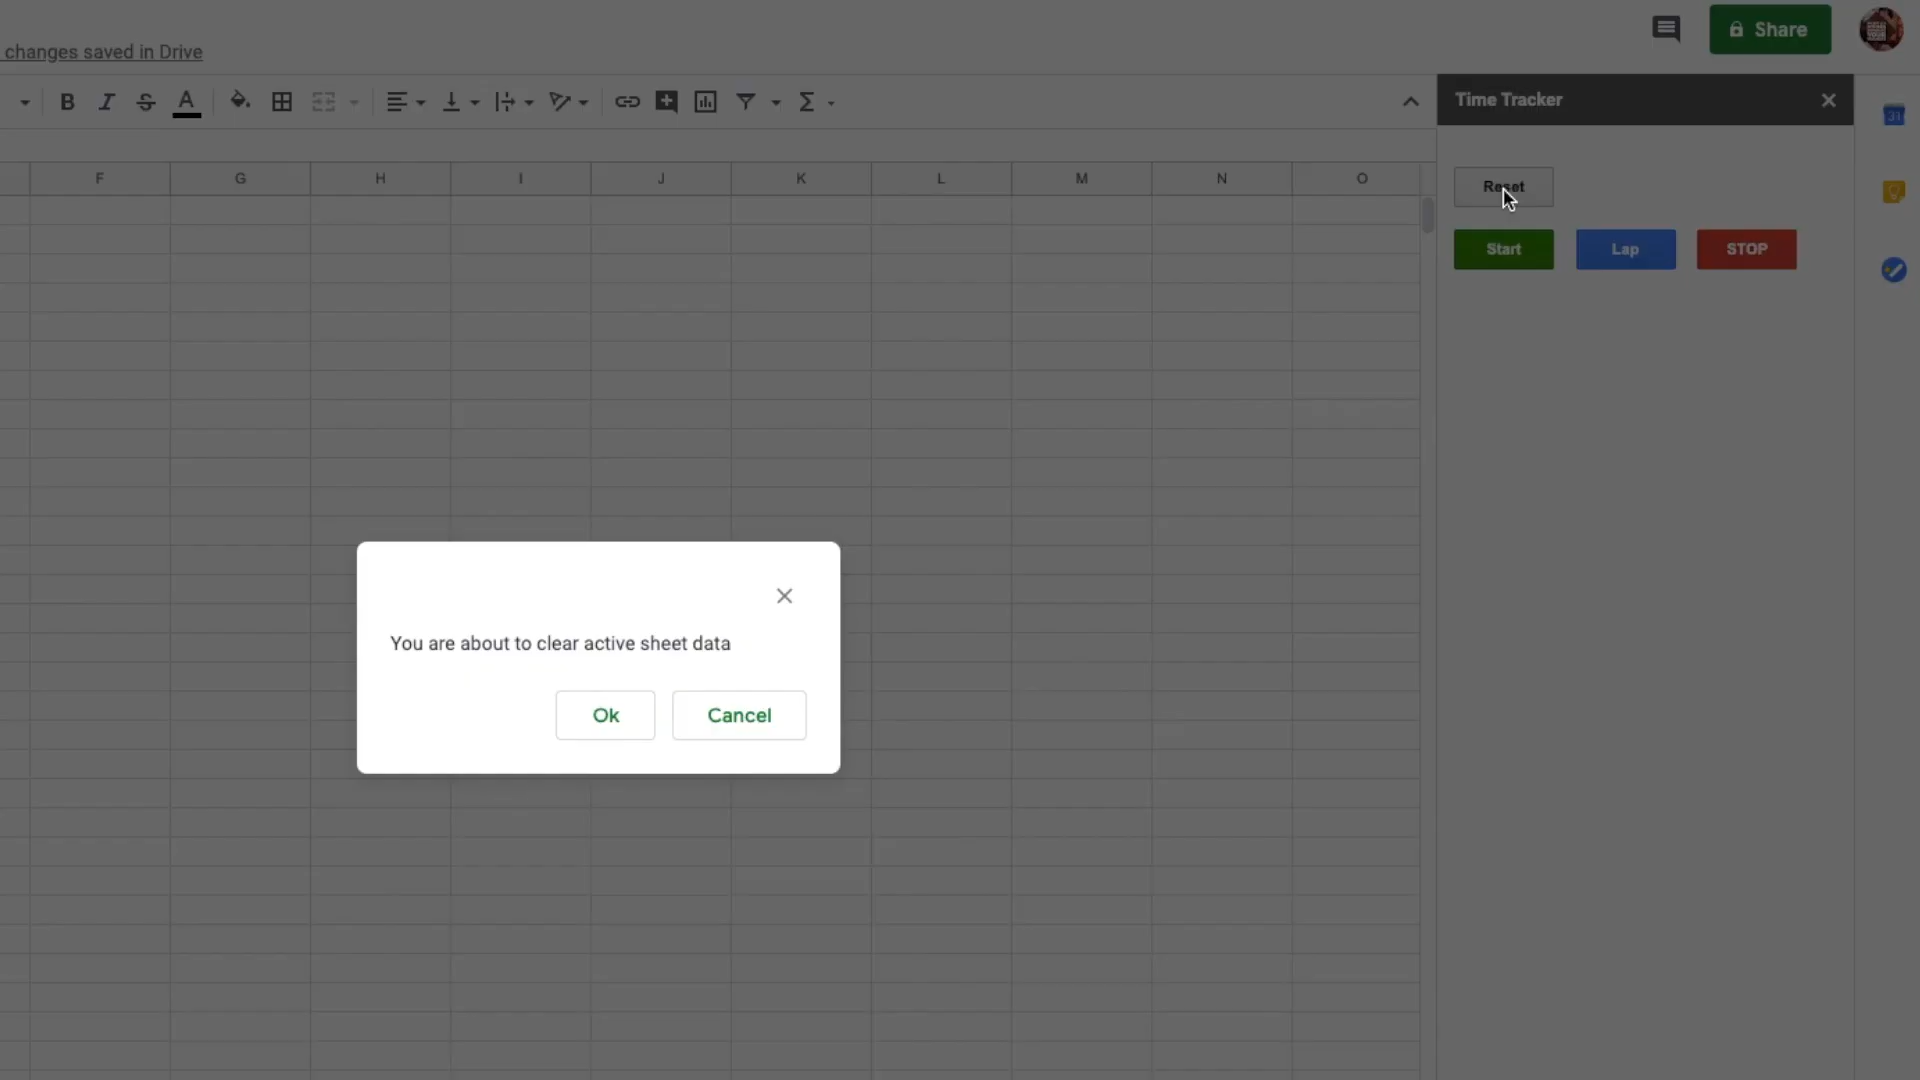 changes saved in Drive
Share
B I S A Σ
Time Tracker
31
F G H I J K L M N O
Reset
Start Lap STOP
You are about to clear active sheet data
Ok Cancel